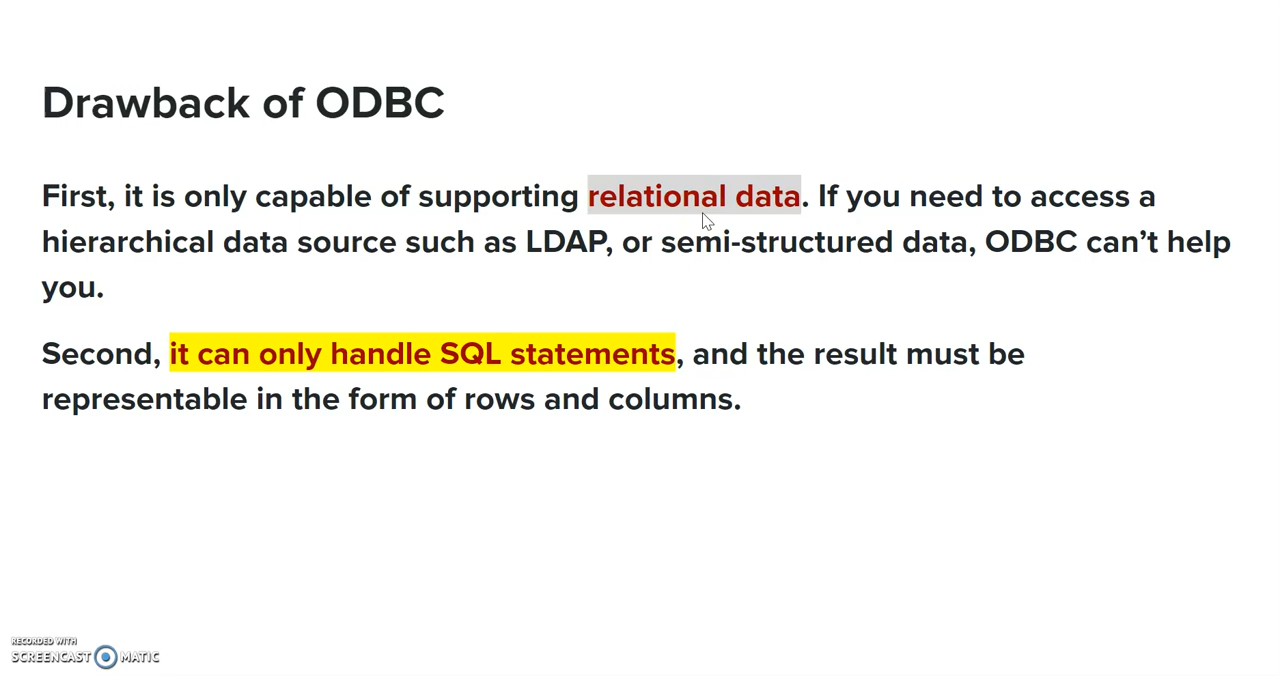 Drawback of ODBC
First, it is only capable of supporting relational data. If you need to access a
hierarchical data source such as LDAP, or semi-structured data, ODBC can’t help
you.
Second, it can only handle SQL statements, and the result must be
representable in the form of rows and columns.
RECORDED WITH
SCREENCAST MATIC